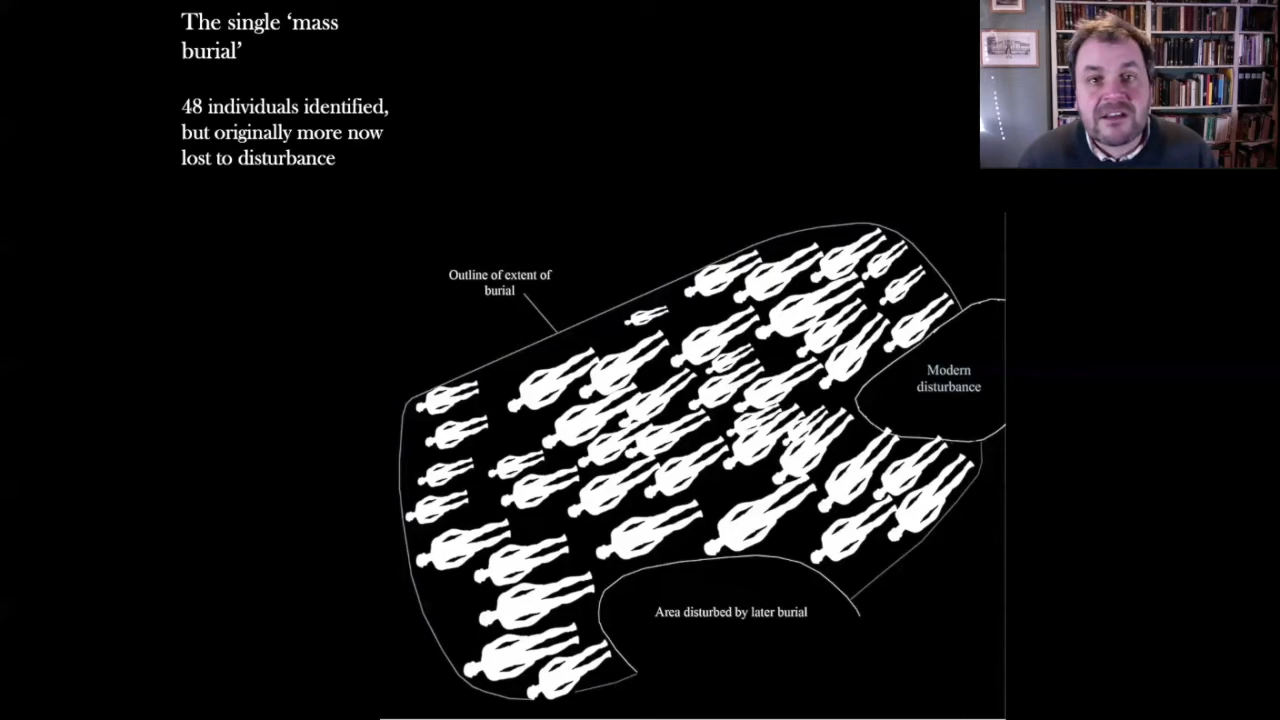 The single ‘mass
burial’
48 individuals identified,
but originally more now
lost to disturbance
Outline of extent of
burial
Modern
disturbance
Area disturbed by later burial